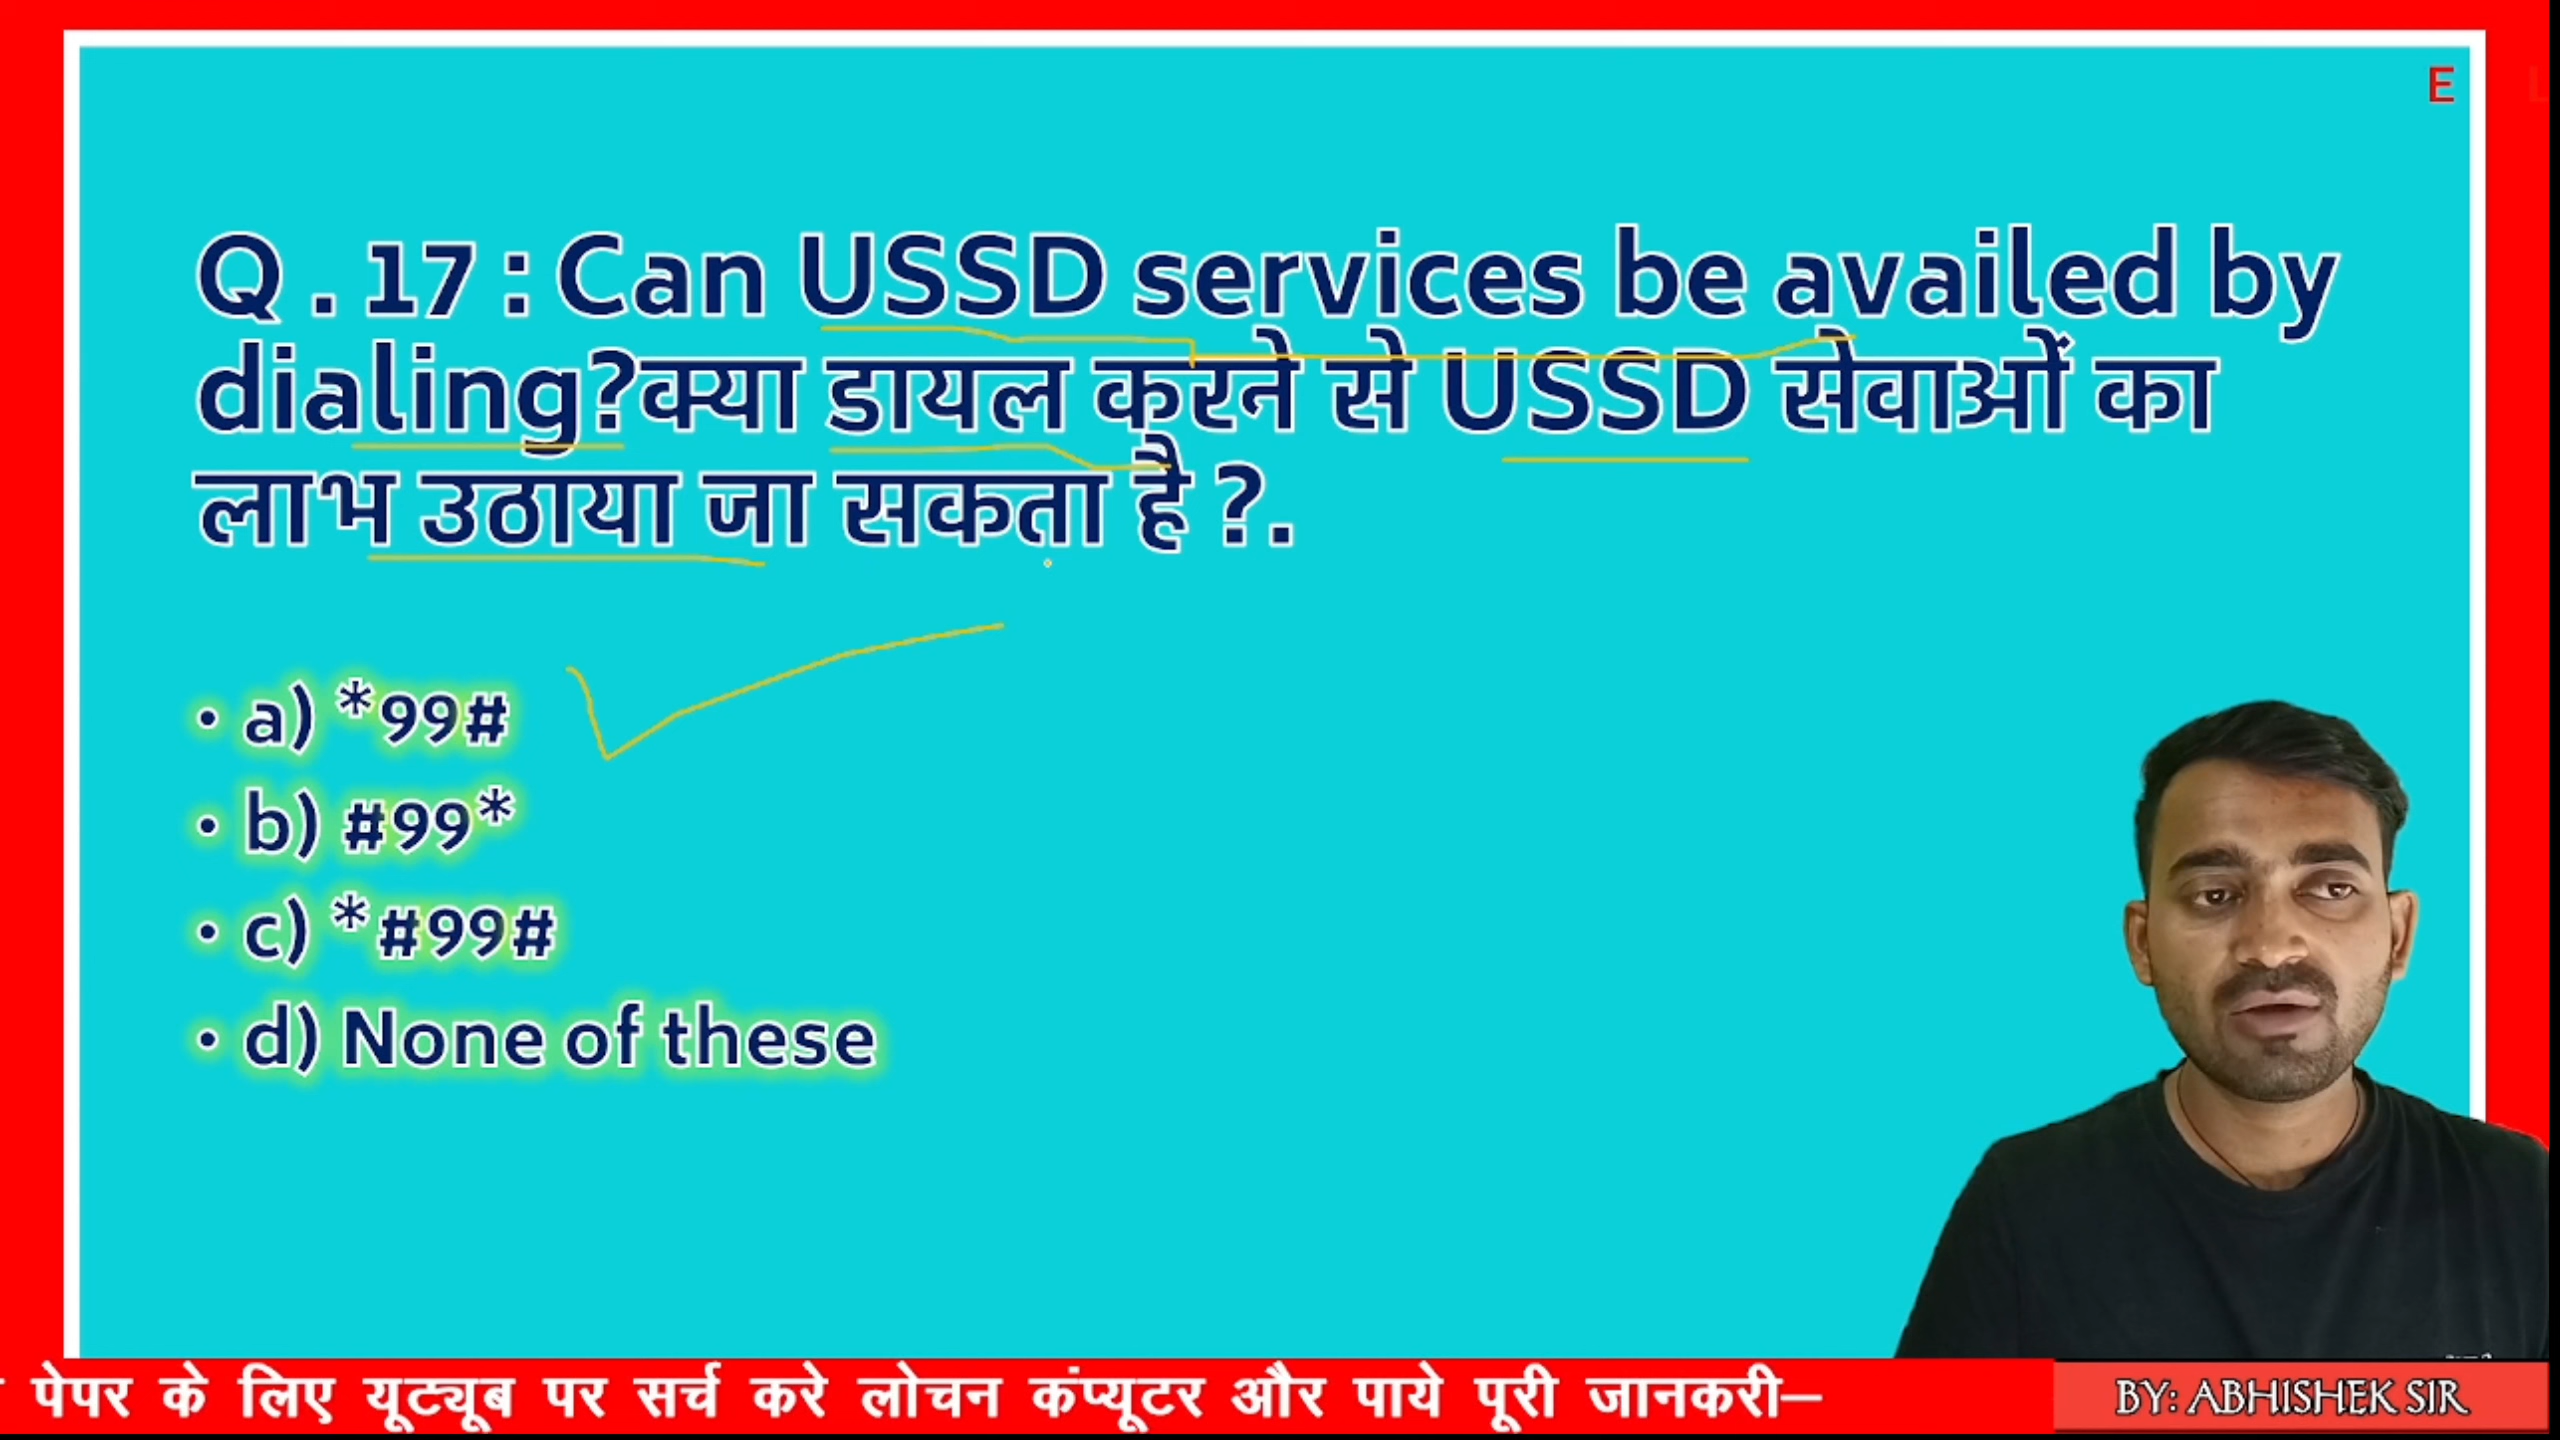 E
Q . 17 : Can USSD services be availed by
dialing?क्या डायल करने से USSD सेवाओं का
लाभ उठाया जा सकता है ?.
• a) *99#
• b) #99*
• c) *#99#
• d) None of these
पेपर के लिए यूट्यूब पर सर्च करे लोचन कंप्यूटर और पाये पूरी जानकरी–
BY: ABHISHEK SIR